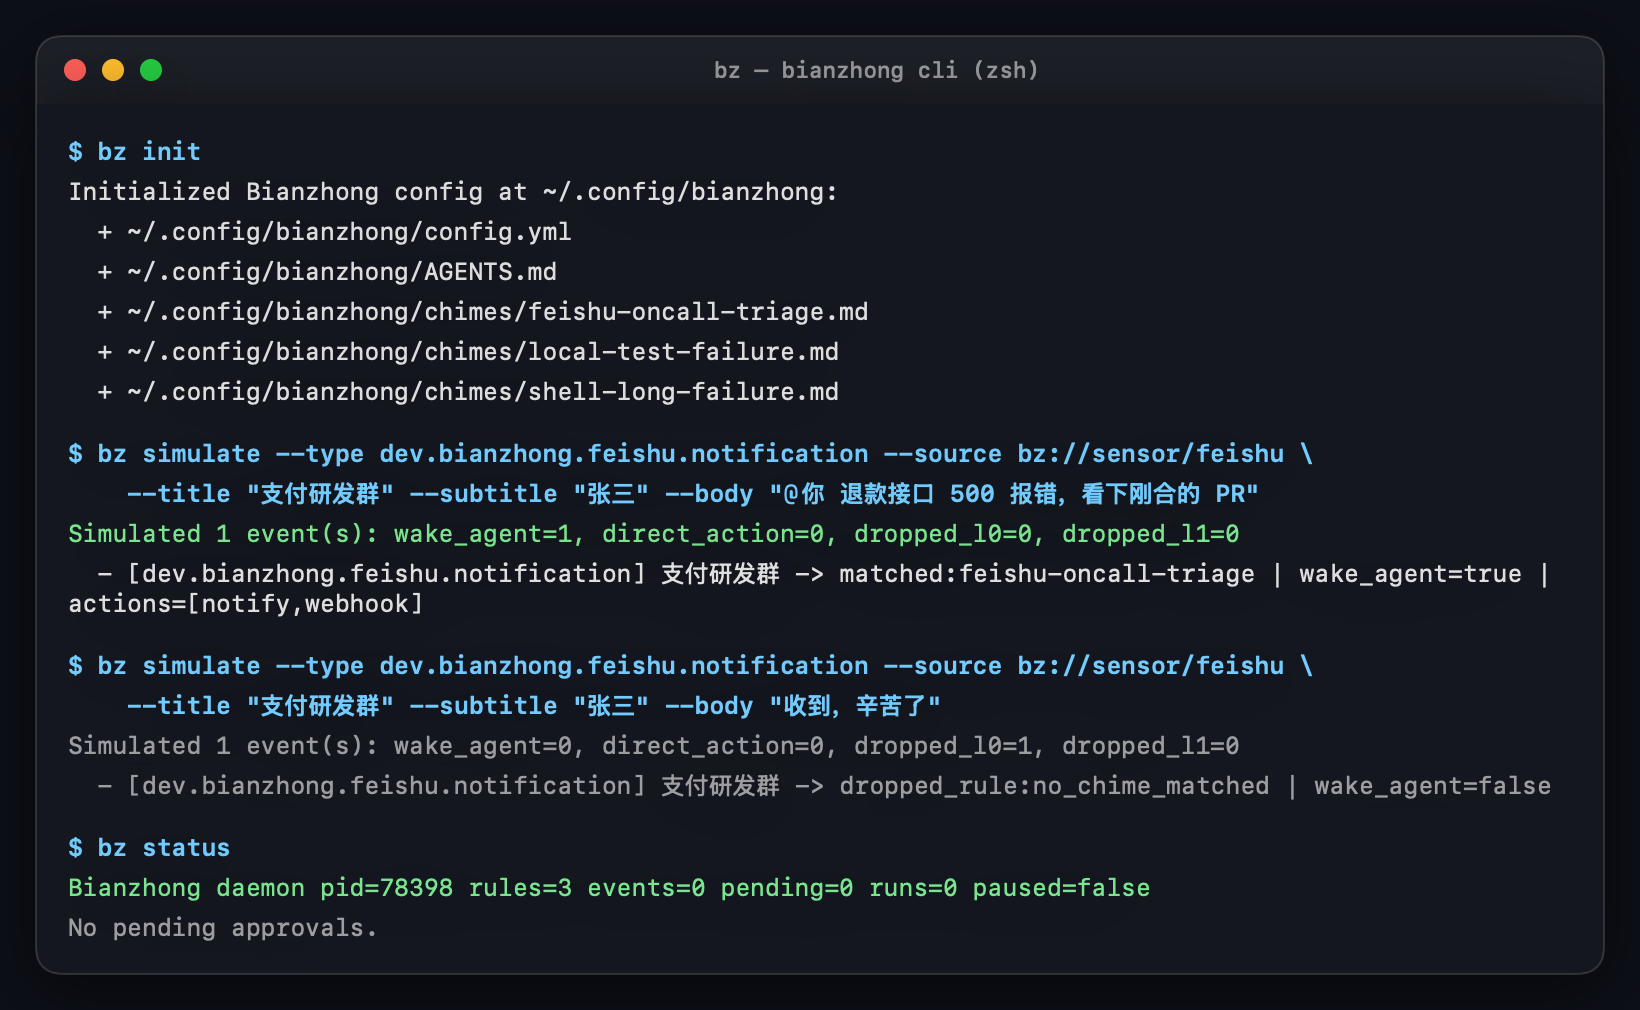 bz — bianzhong cli (zsh)
$ bz init
Initialized Bianzhong config at ~/.config/bianzhong:
+ ~/.config/bianzhong/config.yml
+ ~/.config/bianzhong/AGENTS.md
+ ~/.config/bianzhong/chimes/feishu-oncall-triage.md
+ ~/.config/bianzhong/chimes/local-test-failure.md
+ ~/.config/bianzhong/chimes/shell-long-failure.md
$ bz simulate --type dev.bianzhong.feishu.notification --source bz://sensor/feishu \
--title "支付研发群" --subtitle "张三" --body "@你 退款接口 500 报错，看下刚合的 PR"
Simulated 1 event(s): wake_agent=1, direct_action=0, dropped_l0=0, dropped_l1=0
- [dev.bianzhong.feishu.notification] 支付研发群 -> matched:feishu-oncall-triage | wake_agent=true |
actions=[notify,webhook]
$ bz simulate --type dev.bianzhong.feishu.notification --source bz://sensor/feishu \
--title "支付研发群" --subtitle "张三" --body "收到，辛苦了"
Simulated 1 event(s): wake_agent=0, direct_action=0, dropped_l0=1, dropped_l1=0
- [dev.bianzhong.feishu.notification] 支付研发群 -> dropped_rule:no_chime_matched | wake_agent=false
$ bz status
Bianzhong daemon pid=78398 rules=3 events=0 pending=0 runs=0 paused=false
No pending approvals.